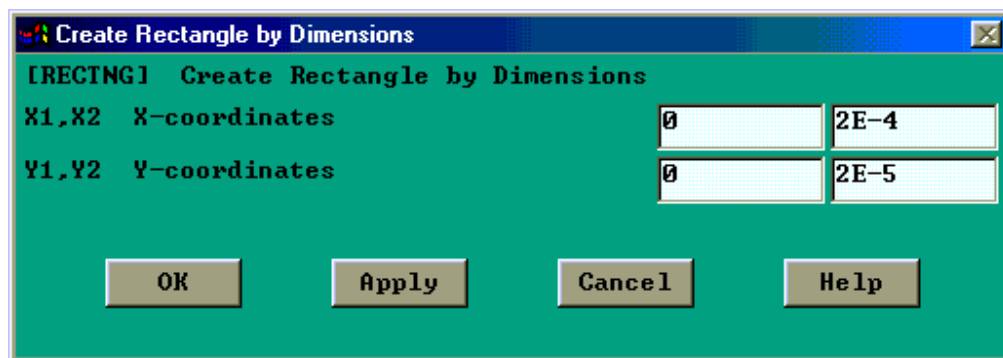 Create Rectangle by Dimensions
[RECTNG] Create Rectangle by Dimensions
X1,X2 X-coordinates 0 2E-4
Y1,Y2 Y-coordinates 0 2E-5
OK Apply Cancel Help